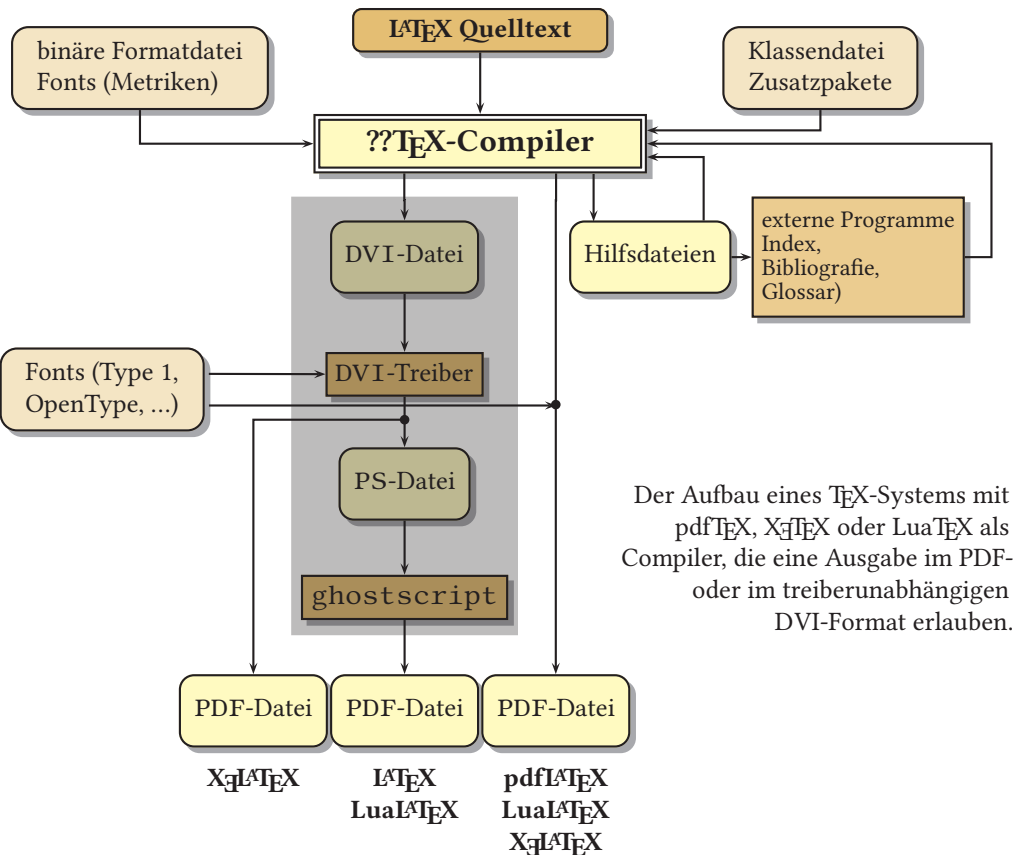 LATEX Quelltext
binäre Formatdatei
Fonts (Metriken)
Klassendatei
Zusatzpakete
??TEX-Compiler
DVI-Datei
Hilfsdateien
externe Programme
Index,
Bibliografie,
Glossar)
Fonts (Type 1,
OpenType, ...)
DVI-Treiber
PS-Datei
Der Aufbau eines TEX-Systems mit
pdfTEX, XƎTEX oder LuaTEX als
Compiler, die eine Ausgabe im PDF-
oder im treiberunabhängigen
DVI-Format erlauben.
ghostscript
PDF-Datei
PDF-Datei
PDF-Datei
XƎLATEX
LATEX
LuaLATEX
pdfLATEX
LuaLATEX
XƎLATEX